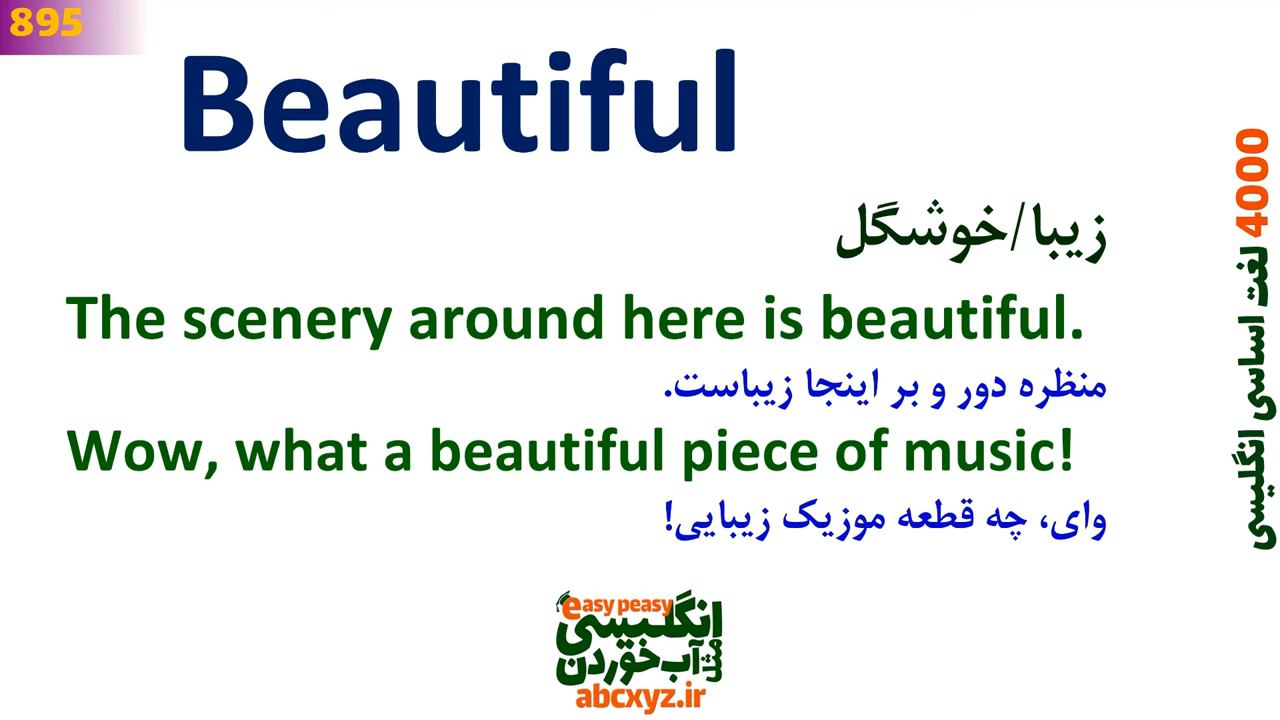 895
Beautiful
زیبا/خوشگل
The scenery around here is beautiful.
منظره دور و بر اینجا زیباست.
Wow, what a beautiful piece of music!
وای، چه قطعه موزیک زیبایی!
4000 لغت اساسی انگلیسی
easy peasy
انگلیسی
مثل آب خوردن
abcxyz.ir